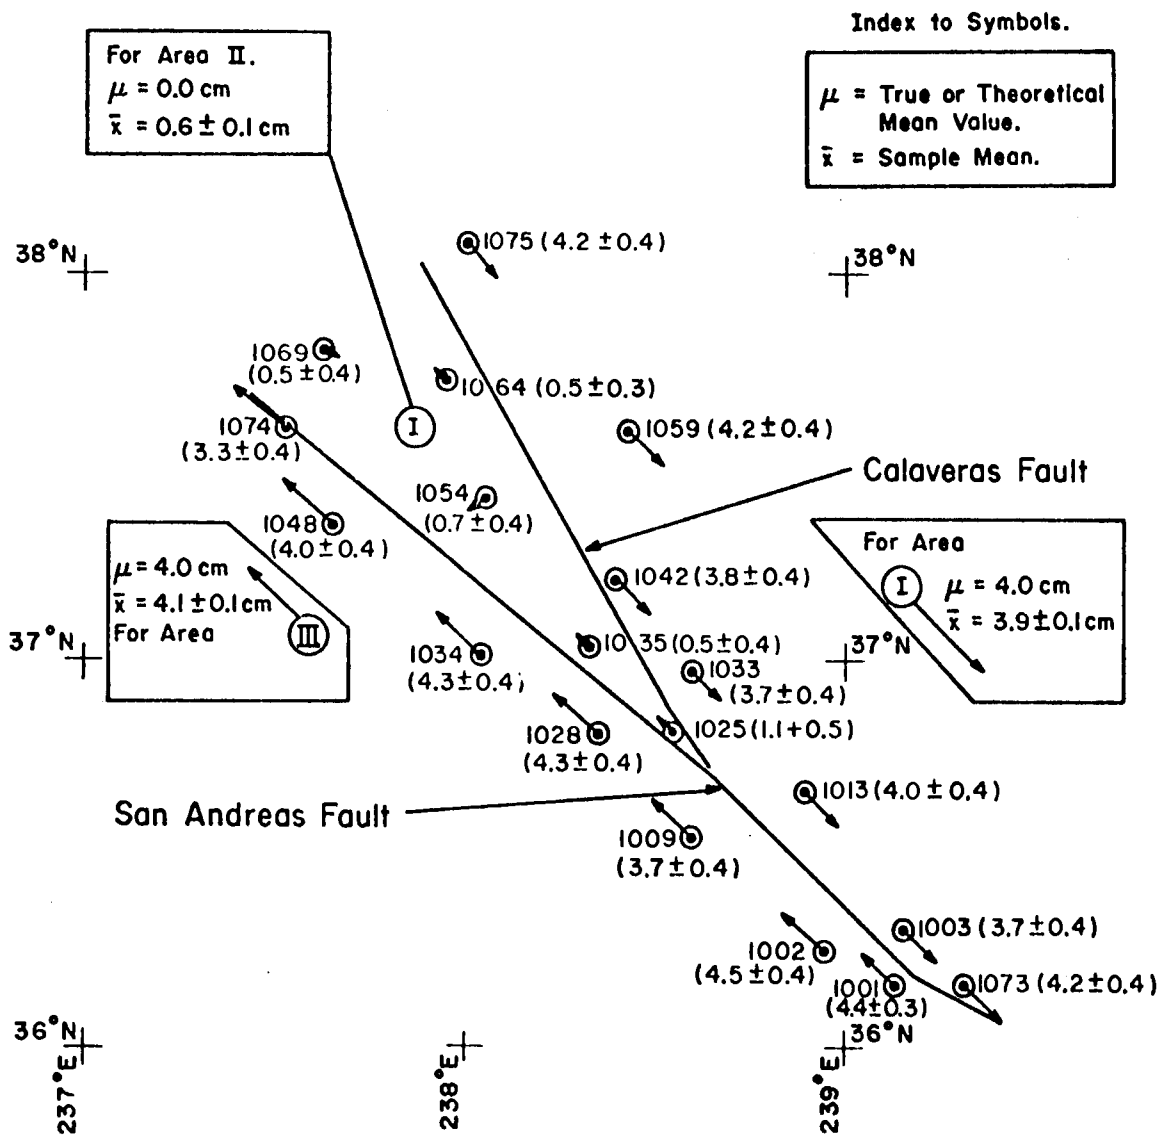 Index to Symbols.
For Area II.
μ = 0.0 cm
x̄ = 0.6 ± 0.1 cm
μ = True or Theoretical
Mean Value.
x̄ = Sample Mean.
38°N
1075 (4.2 ± 0.4)
38°N
1069
(0.5 ± 0.4)
1064 (0.5 ± 0.3)
1074
(3.3 ± 0.4)
I
1059 (4.2 ± 0.4)
Calaveras Fault
1054
(0.7 ± 0.4)
1048
(4.0 ± 0.4)
μ = 4.0 cm
x̄ = 4.1 ± 0.1 cm
For Area
III
For Area
I
μ = 4.0 cm
x̄ = 3.9 ± 0.1 cm
1042 (3.8 ± 0.4)
37°N
1034
(4.3 ± 0.4)
1035 (0.5 ± 0.4)
1033
(3.7 ± 0.4)
37°N
1028
(4.3 ± 0.4)
1025 (1.1 + 0.5)
San Andreas Fault
1013 (4.0 ± 0.4)
1009
(3.7 ± 0.4)
1003 (3.7 ± 0.4)
1002
(4.5 ± 0.4)
1001
(4.4 ± 0.3)
1073 (4.2 ± 0.4)
36°N
36°N
237°E
238°E
239°E